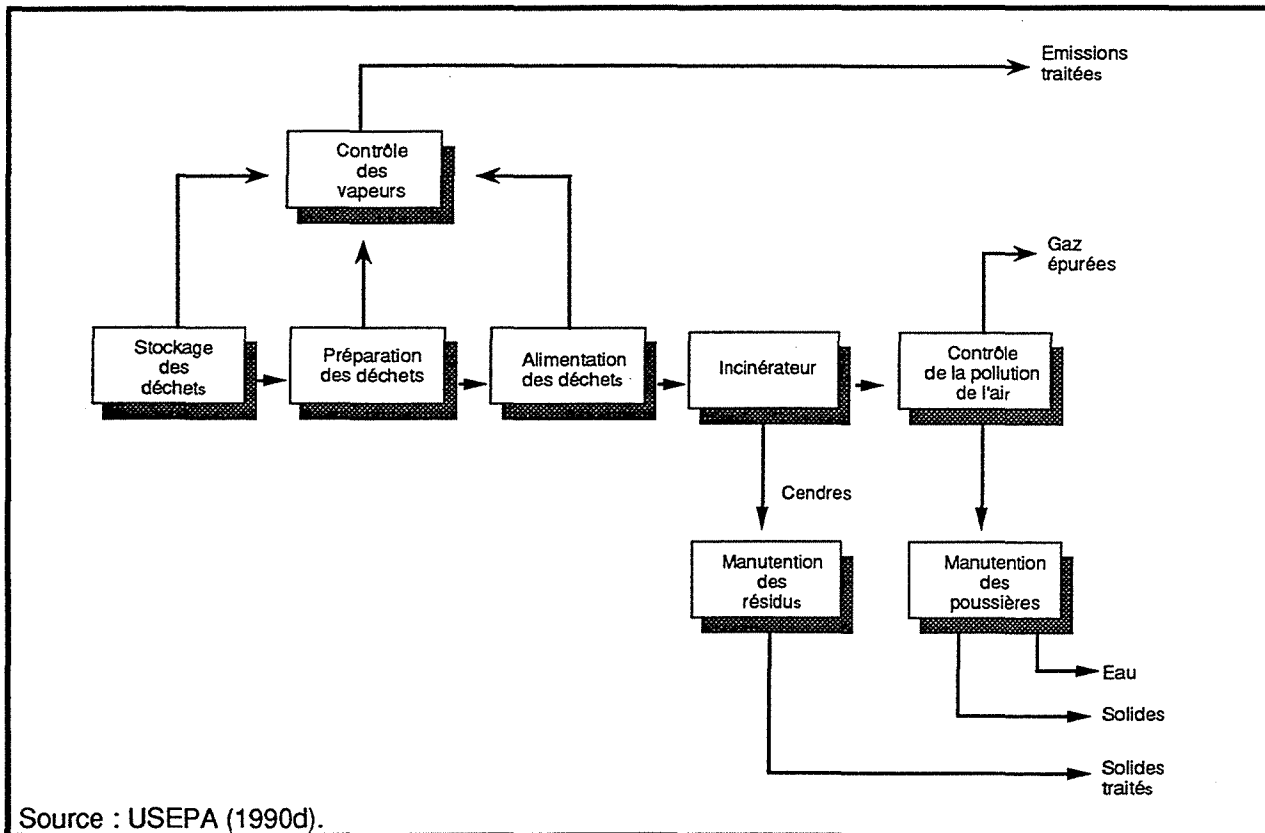 Emissions
traitées
Contrôle
des
vapeurs
Gaz
épurées
Stockage
des
déchets
Préparation
des déchets
Alimentation
des déchets
Incinérateur
Contrôle
de la pollution
de l'air
Cendres
Manutention
des
résidus
Manutention
des
poussières
Eau
Solides
Solides
traités
Source : USEPA (1990d).